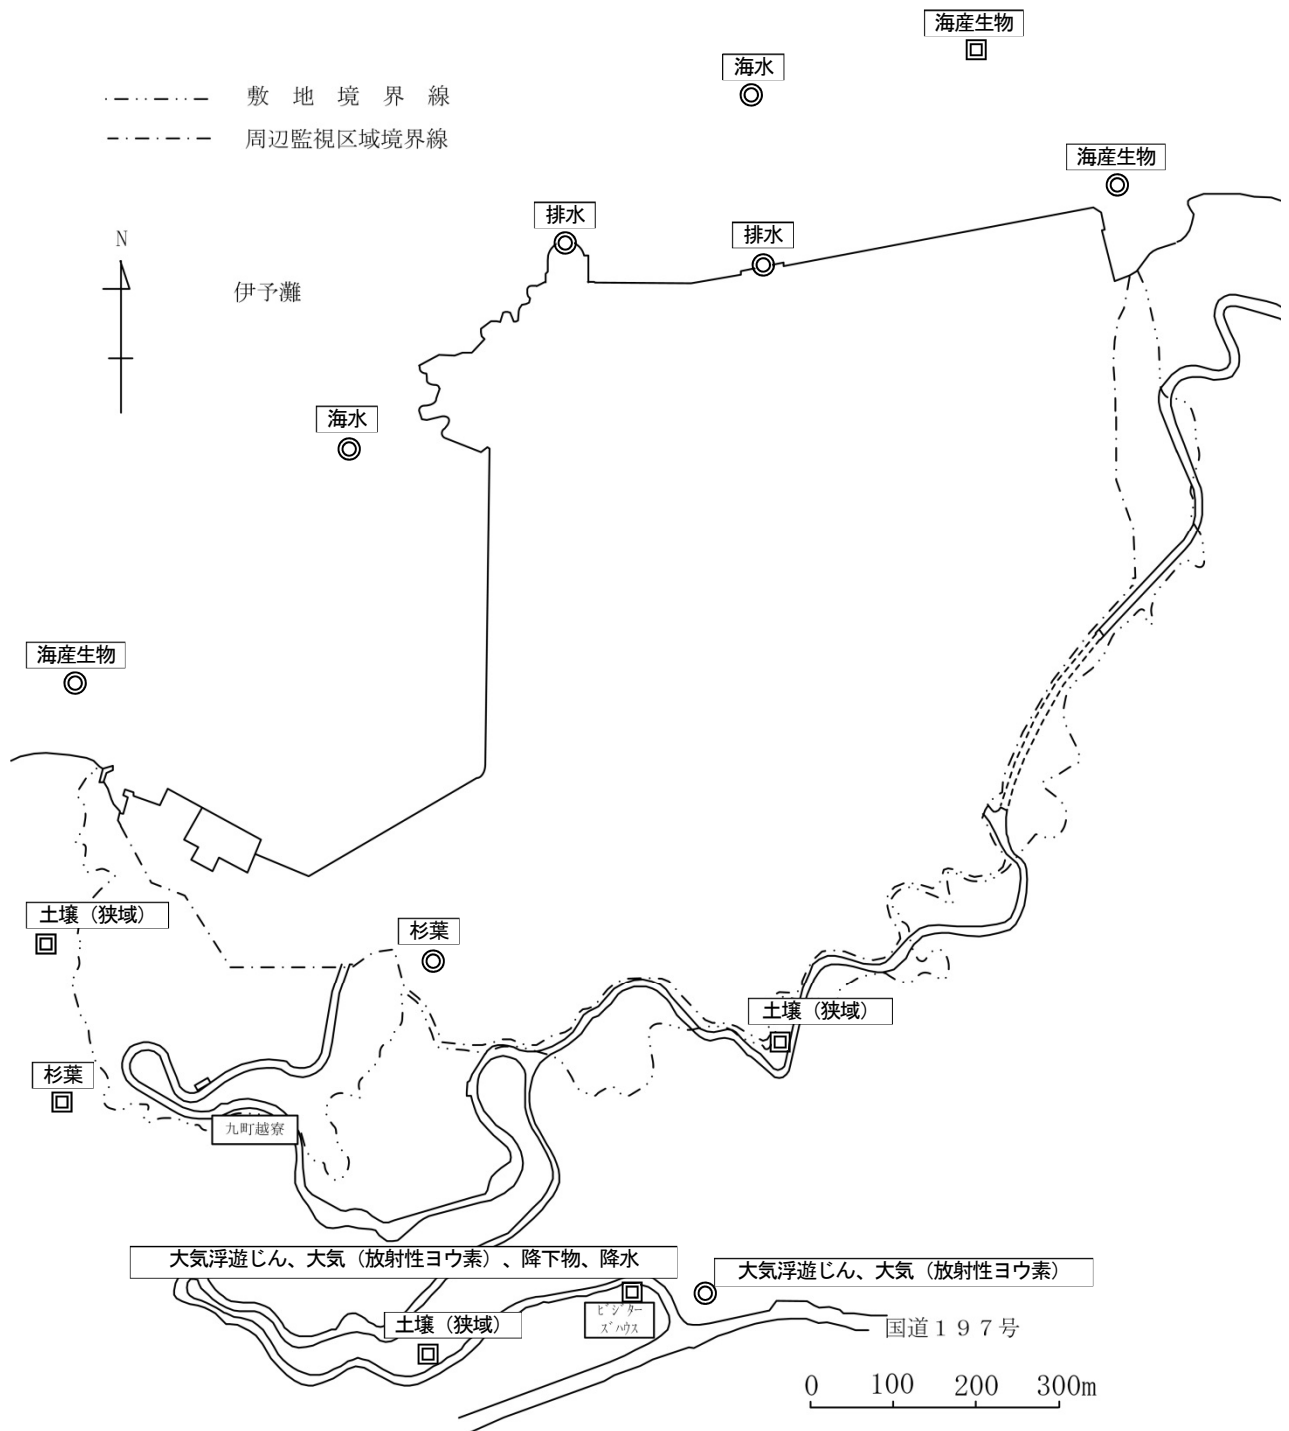 海産生物
海水
敷地境界線
周辺監視区域境界線
海産生物
排水
排水
N
伊予灘
海水
海産生物
土壌（狭域）
杉葉
土壌（狭域）
杉葉
九町越寮
大気浮遊じん、大気（放射性ヨウ素）、降下物、降水
大気浮遊じん、大気（放射性ヨウ素）
ﾋﾞｼﾞﾀｰ
ｽﾞﾊｳｽ
土壌（狭域）
国道１９７号
0 100 200 300m